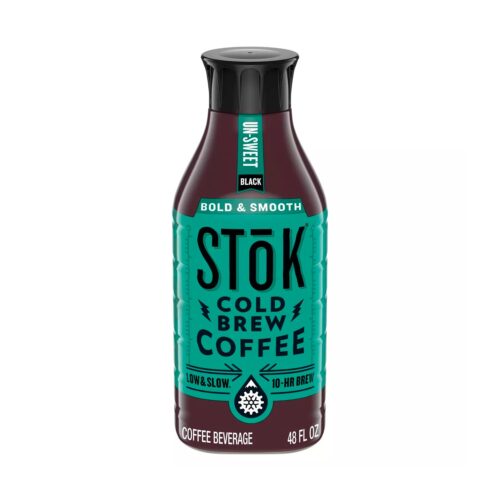 UN-SWEET
BLACK
BOLD & SMOOTH
STōK
COLD
BREW
COFFEE
LOW & SLOW. 10-HR BREW
COFFEE BEVERAGE 48 FL OZ